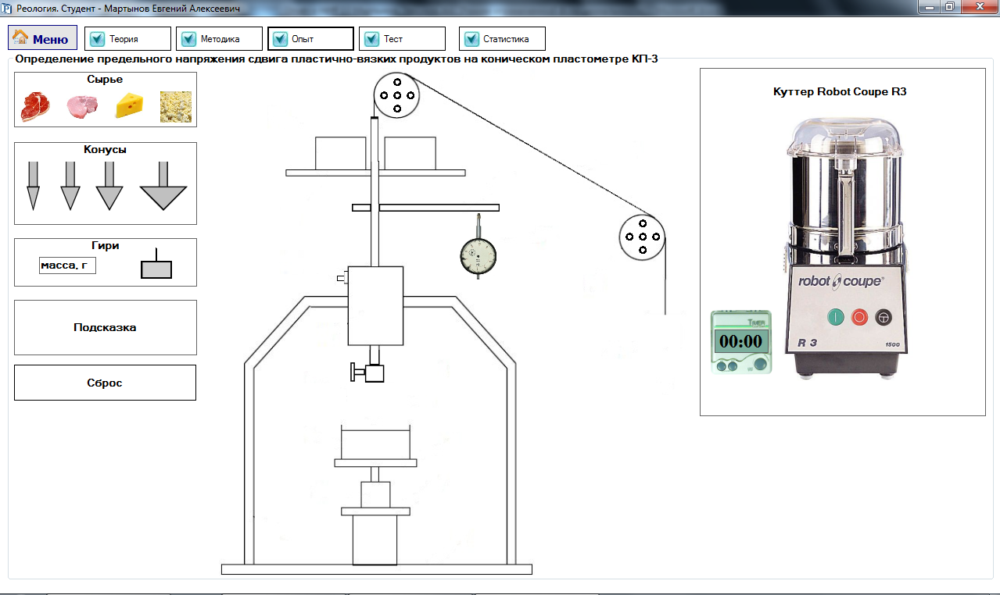 Реология. Студент - Мартынов Евгений Алексеевич
Меню
Теория
Методика
Опыт
Тест
Статистика
Определение предельного напряжения сдвига пластично-вязких продуктов на коническом пластометре КП-3
Сырье
Конусы
Гири
масса, г
Подсказка
Сброс
Куттер Robot Coupe R3
robot coupe®
R 3
1500
TIMER
00:00